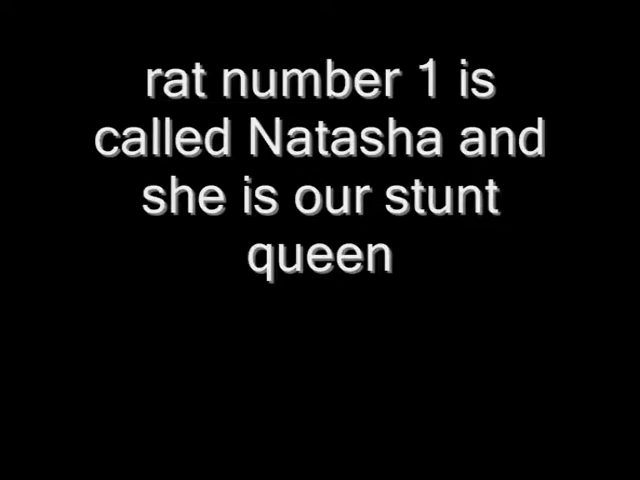 rat number 1 is
called Natasha and
she is our stunt
queen